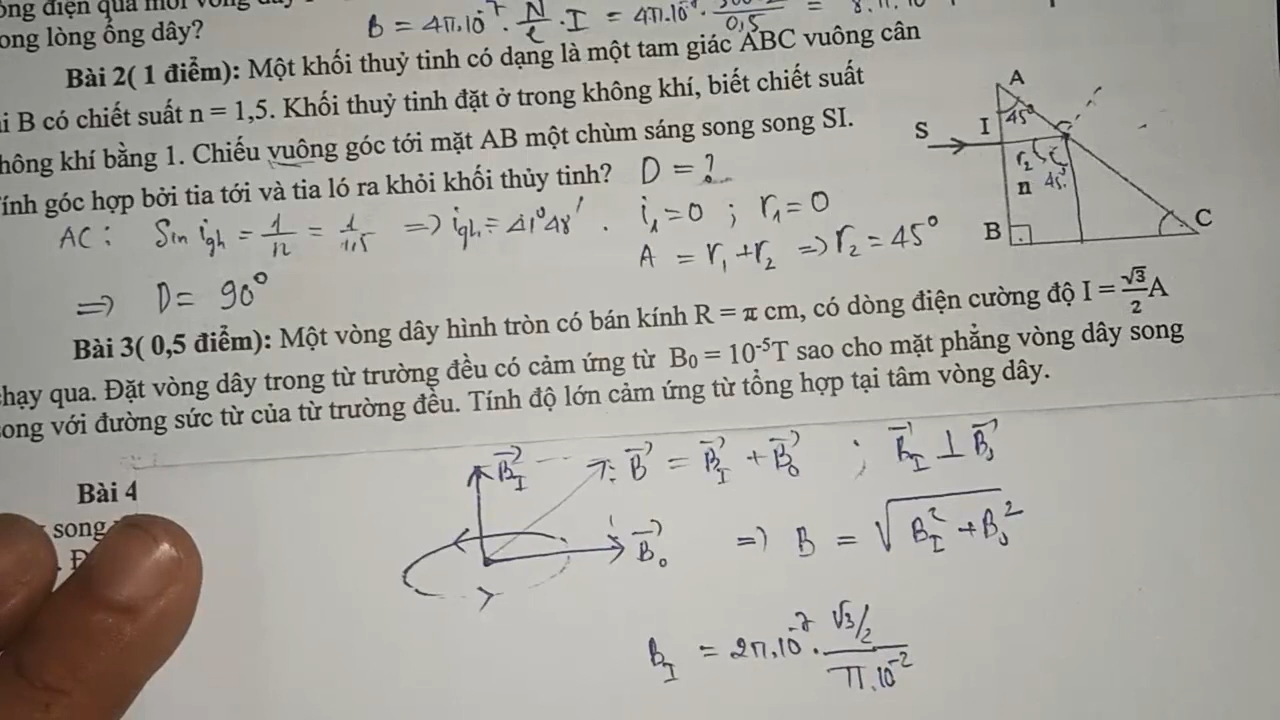 ong lòng ống dây?
B = 4π.10⁻⁷ . N/ℓ . I = 4π.10⁻⁷ . /0,5 =
Bài 2( 1 điểm): Một khối thuỷ tinh có dạng là một tam giác ABC vuông cân
i B có chiết suất n = 1,5. Khối thuỷ tinh đặt ở trong không khí, biết chiết suất
hông khí bằng 1. Chiếu vuông góc tới mặt AB một chùm sáng song song SI.
ính góc hợp bởi tia tới và tia ló ra khỏi khối thủy tinh? D = ?
A
45°
S I
r₂ i
n 45°
B C
AC: Sin igh = 1/n = 1/1,5 => igh = 41°48' . i₁ = 0 ; r₁ = 0
A = r₁ + r₂ => r₂ = 45°
=> D = 90°
Bài 3( 0,5 điểm): Một vòng dây hình tròn có bán kính R = π cm, có dòng điện cường độ I = √3/2 A
chạy qua. Đặt vòng dây trong từ trường đều có cảm ứng từ B₀ = 10⁻⁵T sao cho mặt phẳng vòng dây song
song với đường sức từ của từ trường đều. Tính độ lớn cảm ứng từ tổng hợp tại tâm vòng dây.
B⃗I B⃗ = B⃗I + B⃗₀ ; B⃗I ⊥ B⃗₀
B⃗₀ => B = √(BI² + B₀²)
Bài 4
song
BI = 2π.10⁻⁷ . (√3/2)/(π.10⁻²)